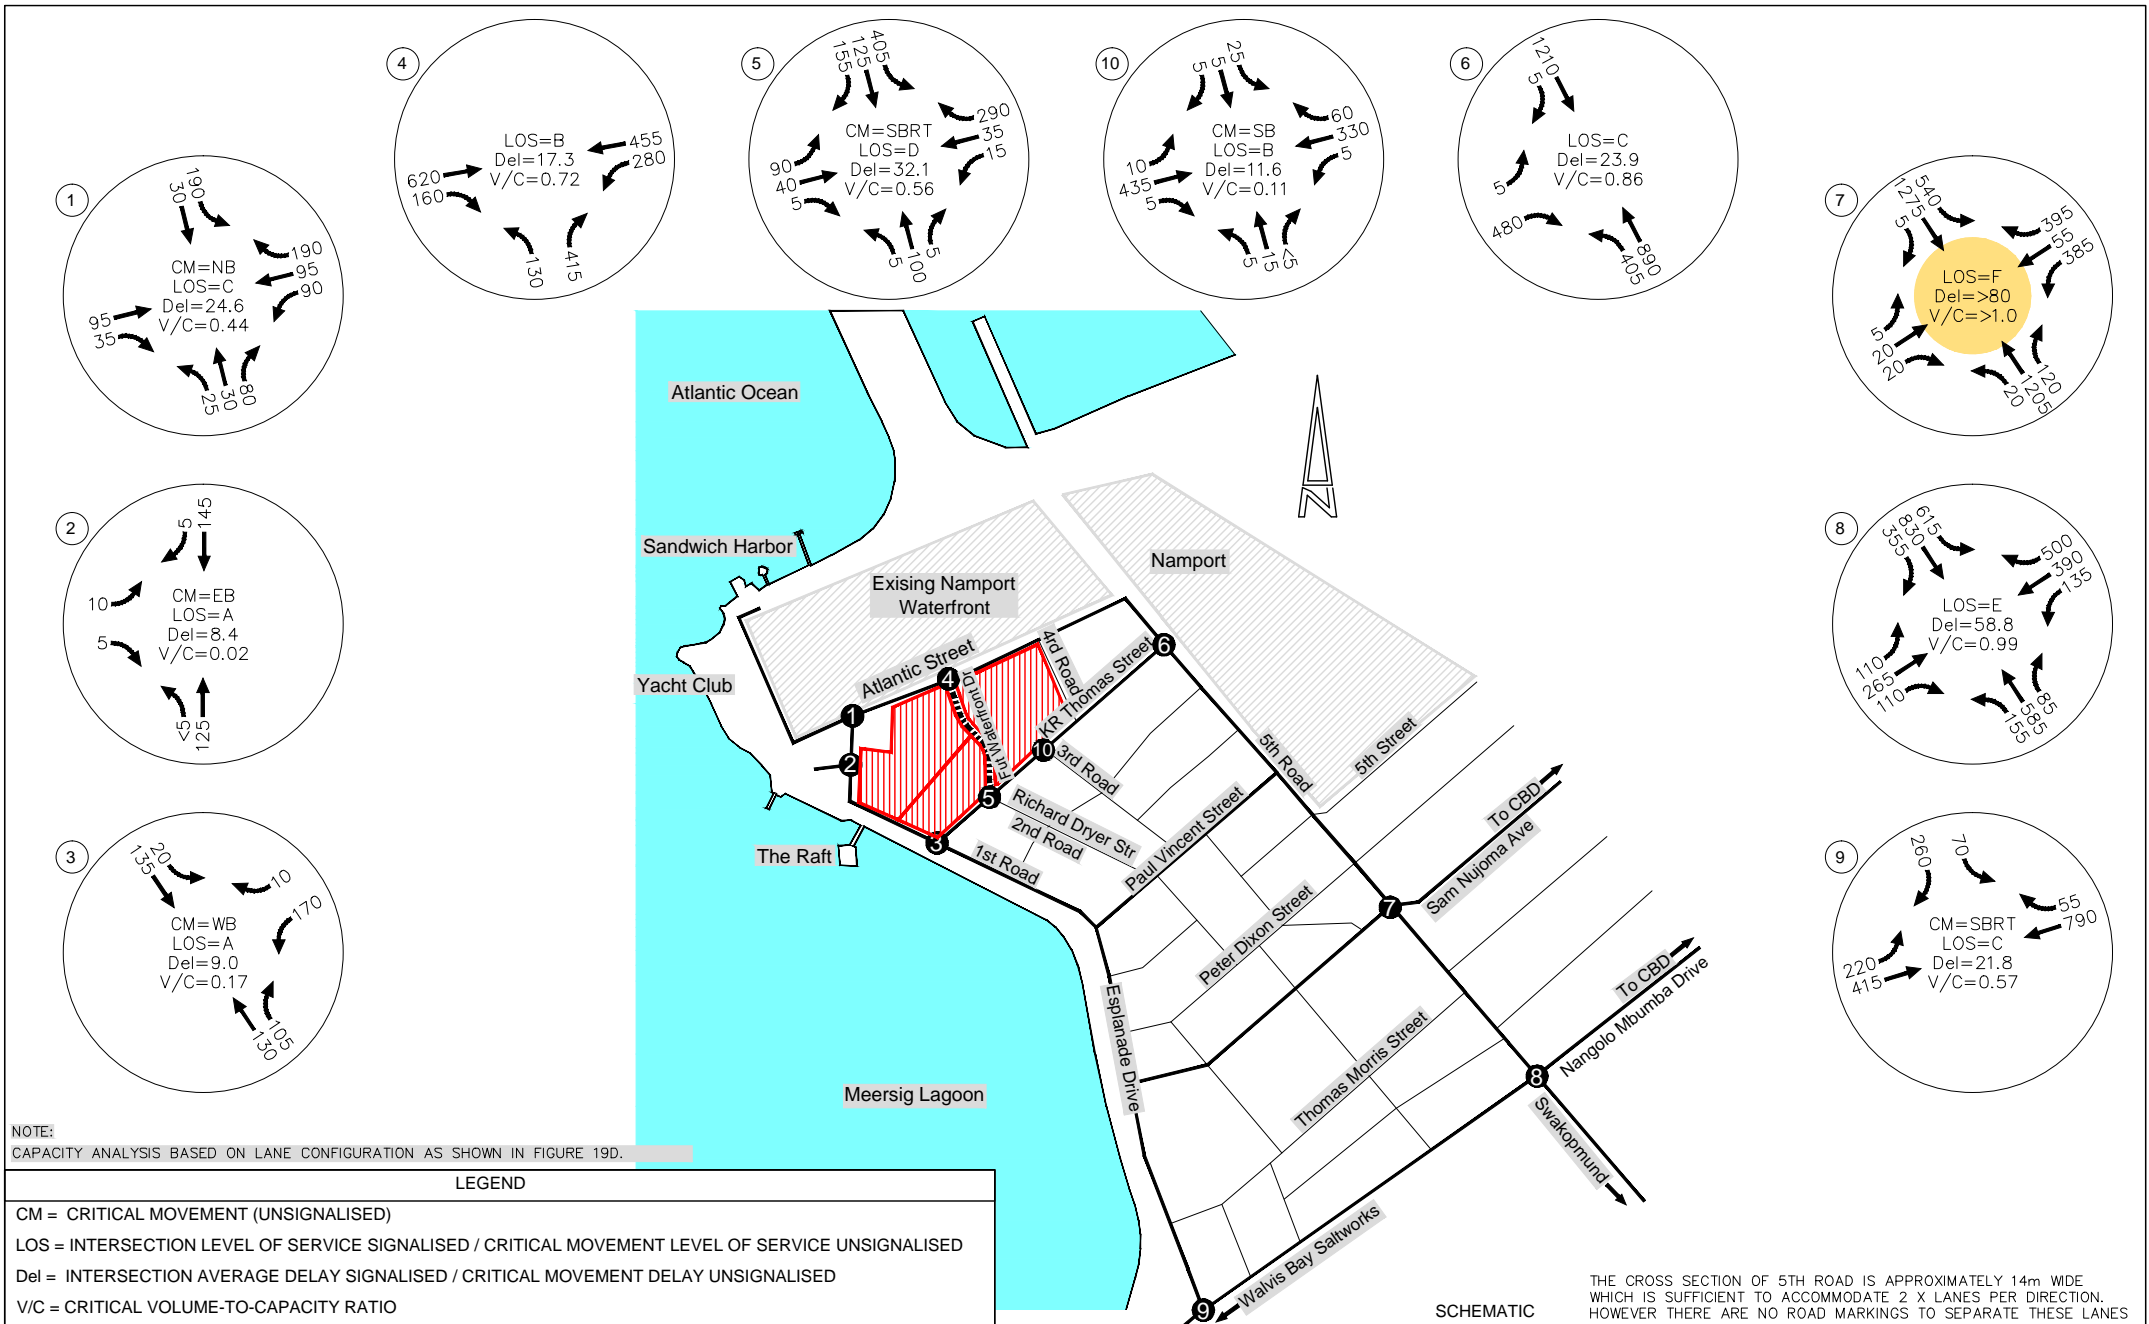 4
455
280
620
160
130
415
LOS=B
Del=17.3
V/C=0.72
5
155
125
405
290
35
15
90
40
5
5
100
5
CM=SBRT
LOS=D
Del=32.1
V/C=0.56
10
5
5
25
60
330
5
10
435
5
5
15
<5
CM=SB
LOS=B
Del=11.6
V/C=0.11
6
1210
5
5
480
405
890
LOS=C
Del=23.9
V/C=0.86
1
30
190
190
95
90
95
35
25
30
80
CM=NB
LOS=C
Del=24.6
V/C=0.44
7
540
1275
5
395
55
385
5
20
20
20
1205
120
LOS=F
Del=>80
V/C=>1.0
2
5
145
10
5
<5
125
CM=EB
LOS=A
Del=8.4
V/C=0.02
8
615
830
355
500
390
135
110
265
110
155
585
85
LOS=E
Del=58.8
V/C=0.99
3
20
135
10
170
105
130
CM=WB
LOS=A
Del=9.0
V/C=0.17
9
260
70
55
790
220
415
CM=SBRT
LOS=C
Del=21.8
V/C=0.57
Atlantic Ocean
N
Sandwich Harbor
Exising Namport
Waterfront
Namport
Yacht Club
Atlantic Street
4rd Road
KR Thomas Street
Fut Waterfront Dr
1
2
3
4
5
6
7
8
9
10
3rd Road
5th Road
5th Street
Richard Dryer Str
2nd Road
1st Road
The Raft
Paul Vincent Street
To CBD
Sam Nujoma Ave
Peter Dixon Street
Esplanade Drive
To CBD
Nangolo Mbumba Drive
Thomas Morris Street
Swakopmund
Meersig Lagoon
Walvis Bay Saltworks
NOTE:
CAPACITY ANALYSIS BASED ON LANE CONFIGURATION AS SHOWN IN FIGURE 19D.
LEGEND
CM = CRITICAL MOVEMENT (UNSIGNALISED)
LOS = INTERSECTION LEVEL OF SERVICE SIGNALISED / CRITICAL MOVEMENT LEVEL OF SERVICE UNSIGNALISED
Del = INTERSECTION AVERAGE DELAY SIGNALISED / CRITICAL MOVEMENT DELAY UNSIGNALISED
V/C = CRITICAL VOLUME-TO-CAPACITY RATIO
SCHEMATIC
THE CROSS SECTION OF 5TH ROAD IS APPROXIMATELY 14m WIDE
WHICH IS SUFFICIENT TO ACCOMMODATE 2 X LANES PER DIRECTION.
HOWEVER THERE ARE NO ROAD MARKINGS TO SEPARATE THESE LANES